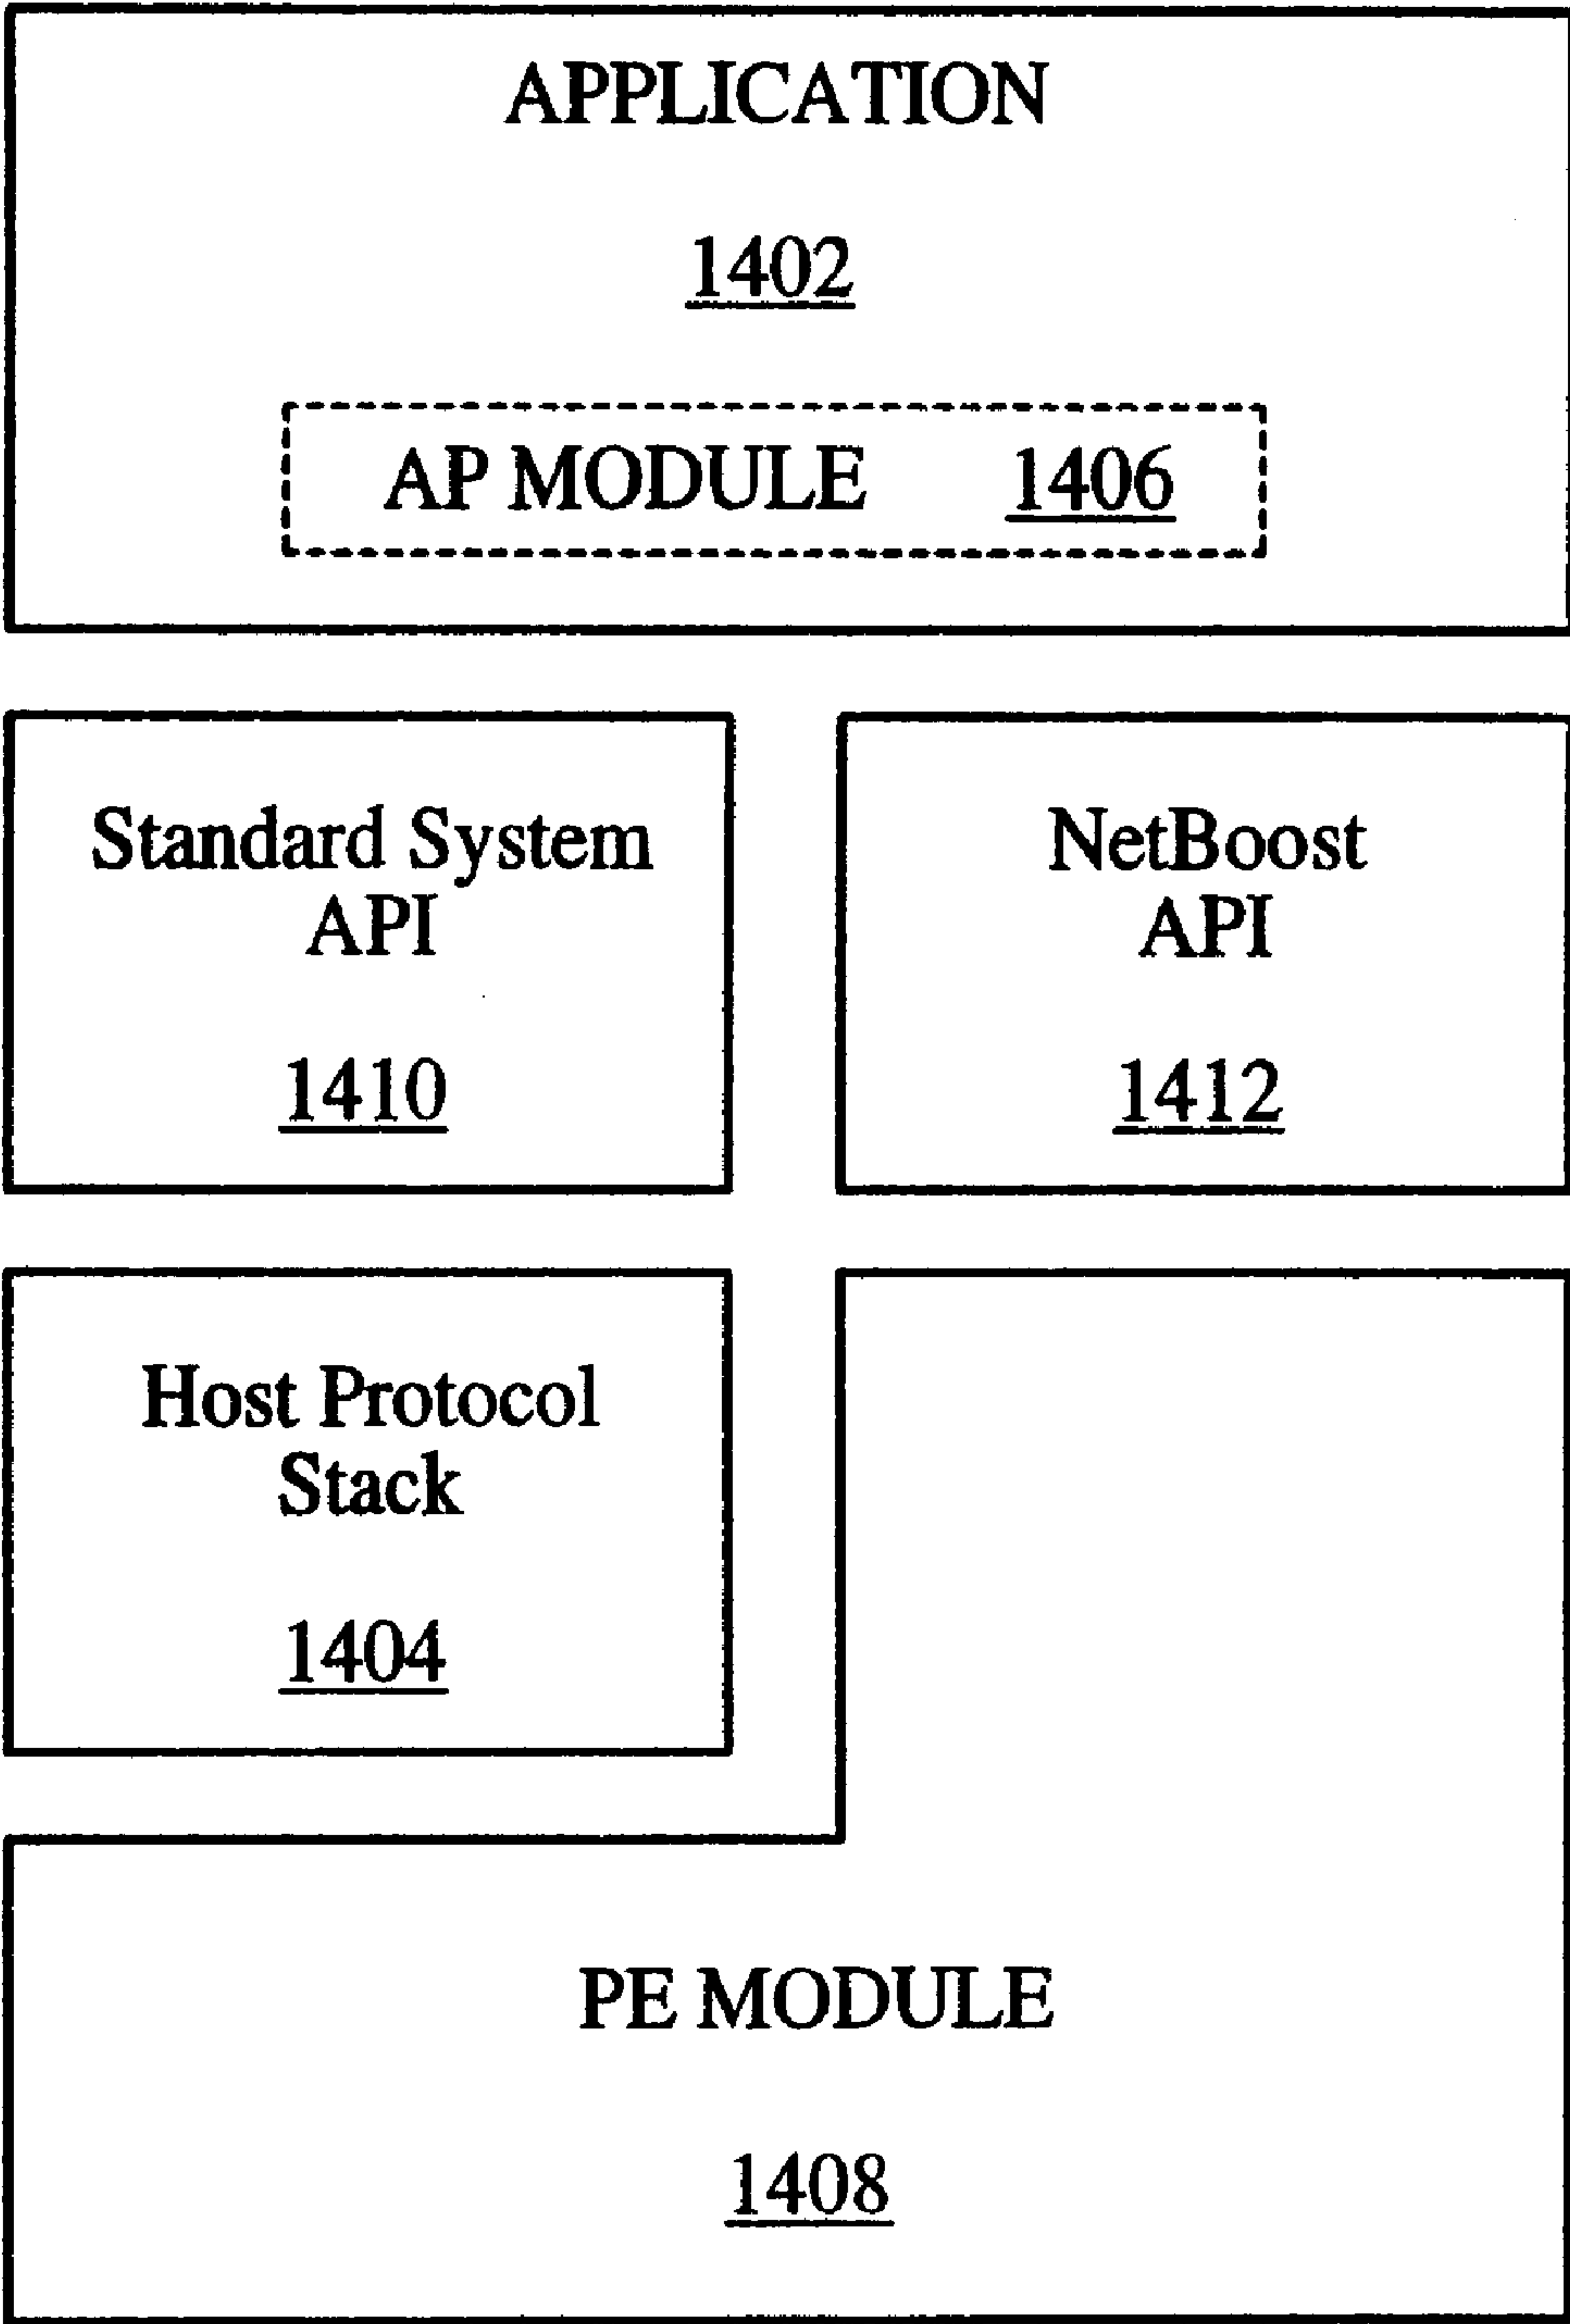 APPLICATION
1402
AP MODULE 1406
Standard System
API
1410
NetBoost
API
1412
Host Protocol
Stack
1404
PE MODULE
1408